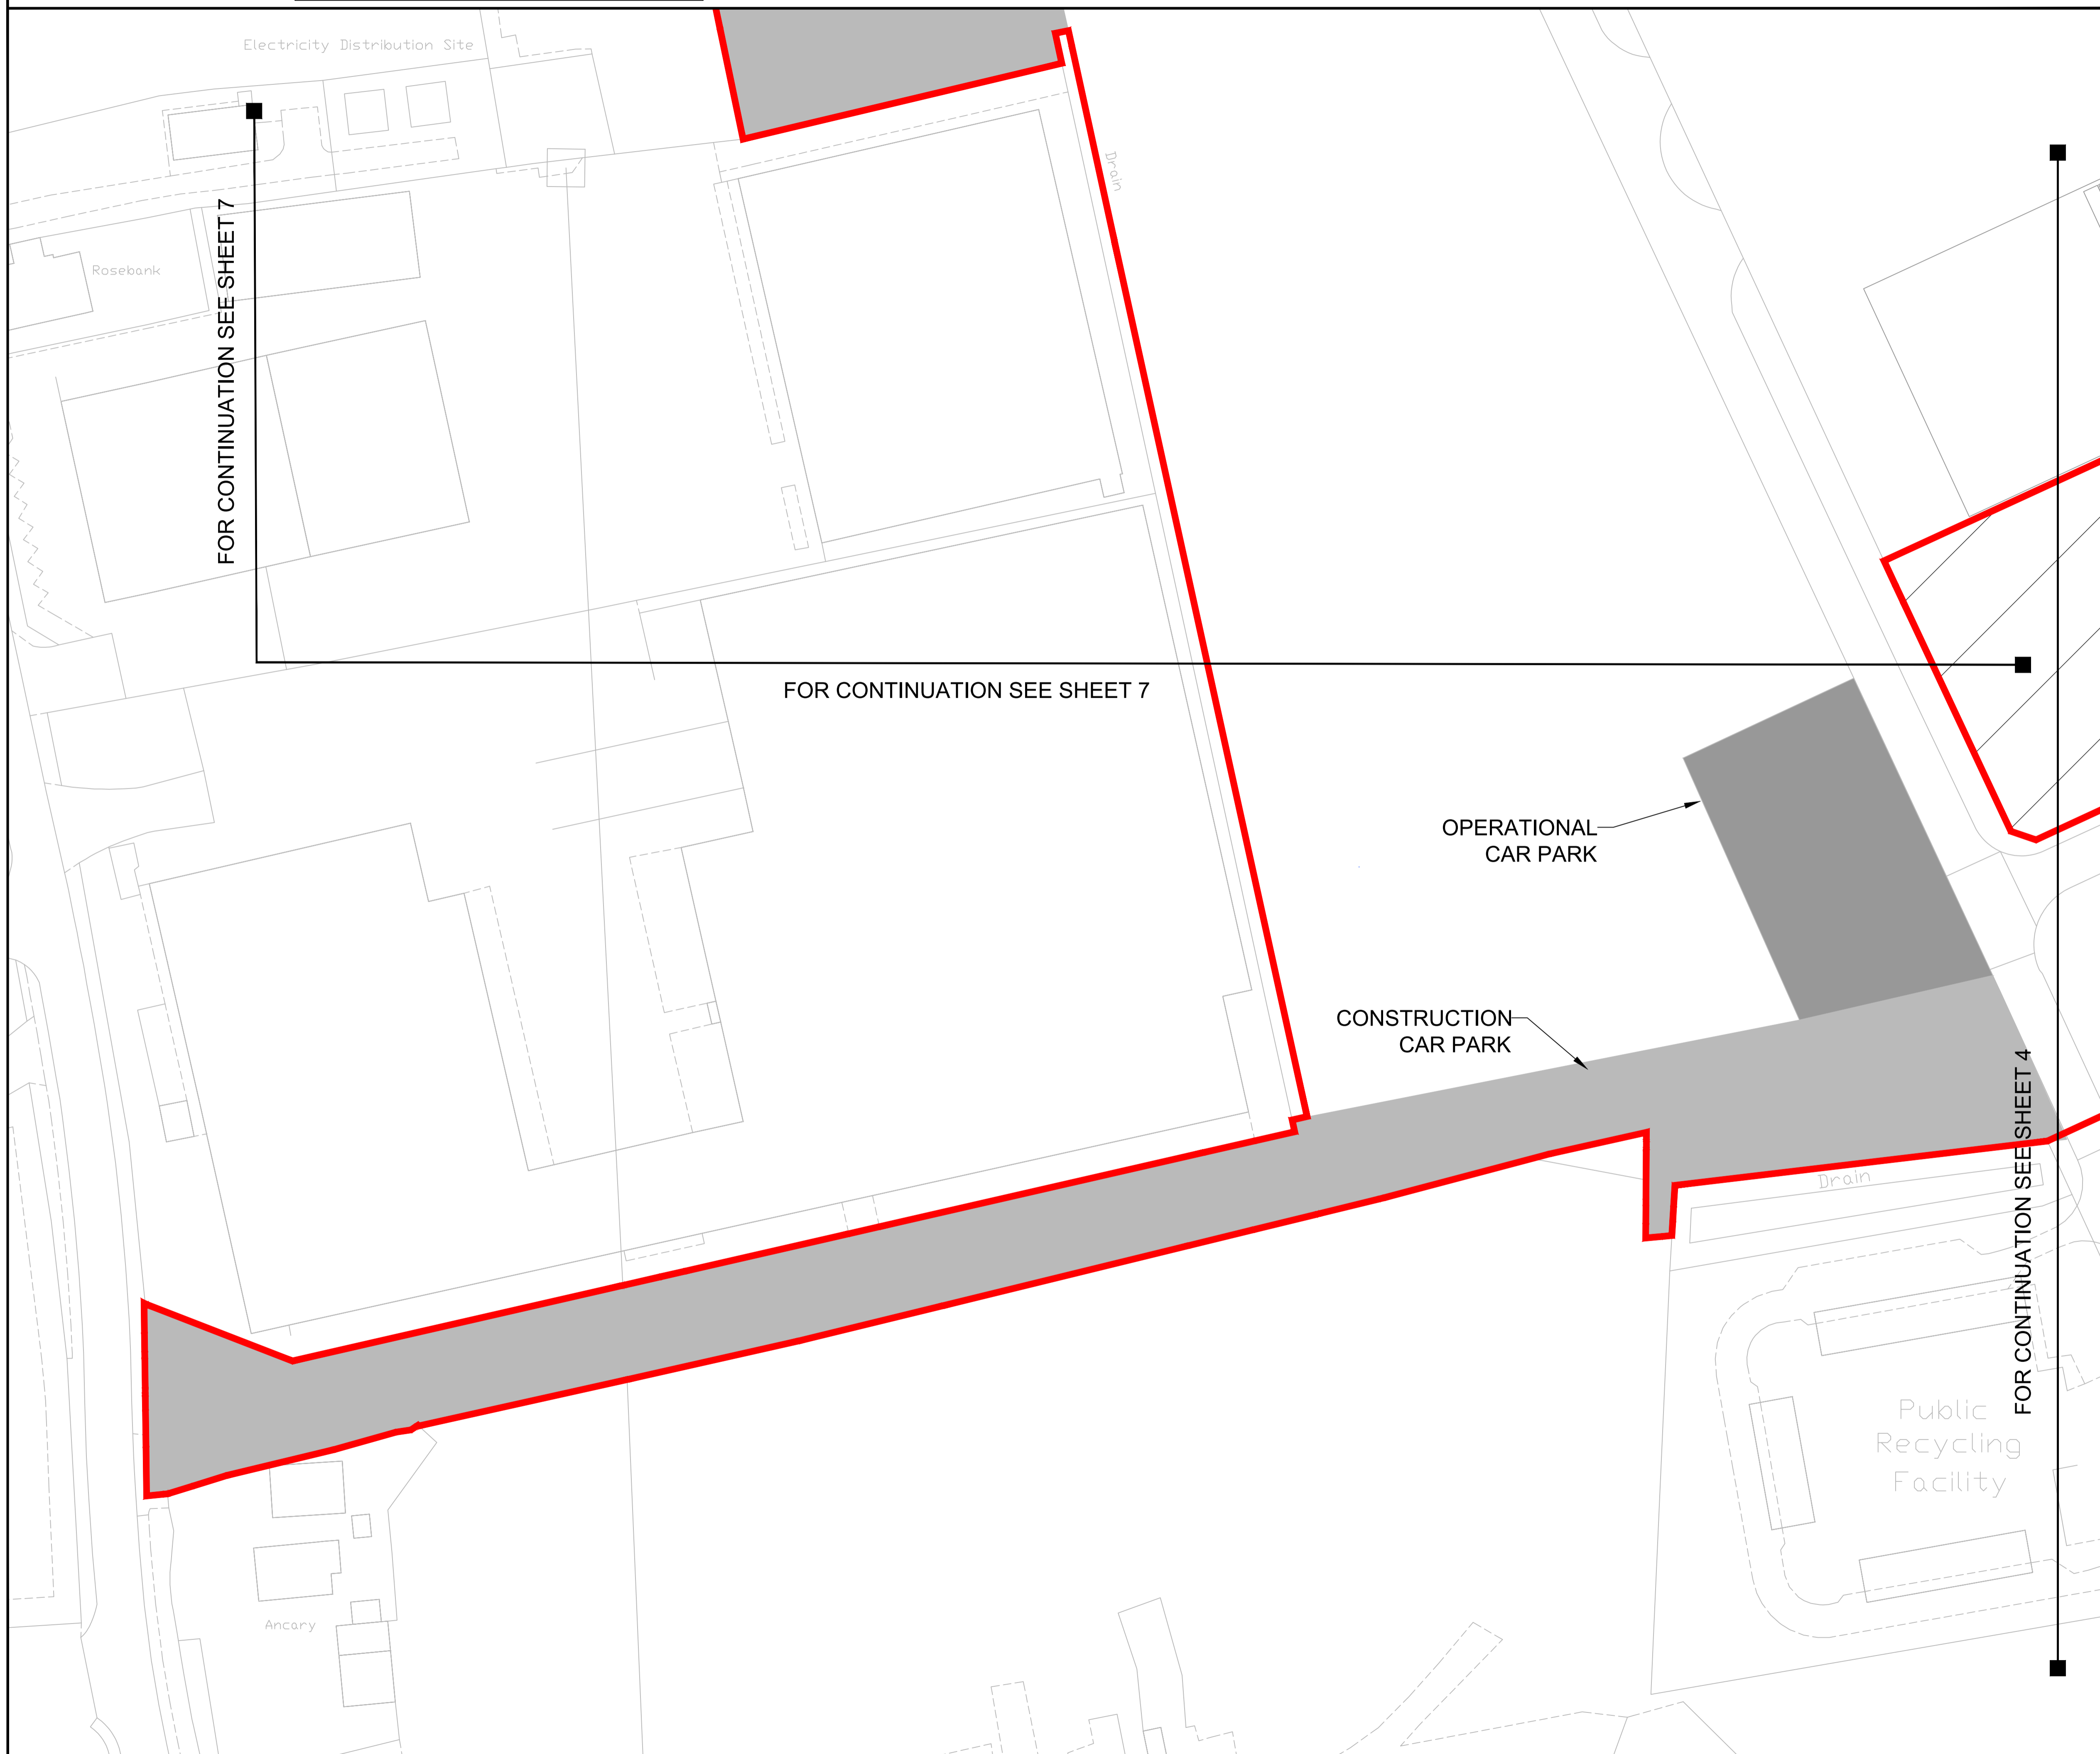 Electricity Distribution Site
Drain
Rosebank
FOR CONTINUATION SEE SHEET 7
FOR CONTINUATION SEE SHEET 7
OPERATIONAL
CAR PARK
CONSTRUCTION
CAR PARK
FOR CONTINUATION SEE SHEET 4
Drain
Public
Recycling
Facility
Ancary